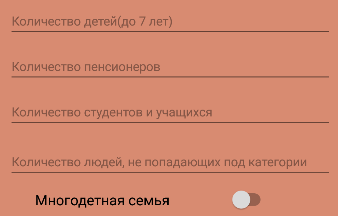 Количество детей(до 7 лет)
Количество пенсионеров
Количество студентов и учащихся
Количество людей, не попадающих под категории
Многодетная семья